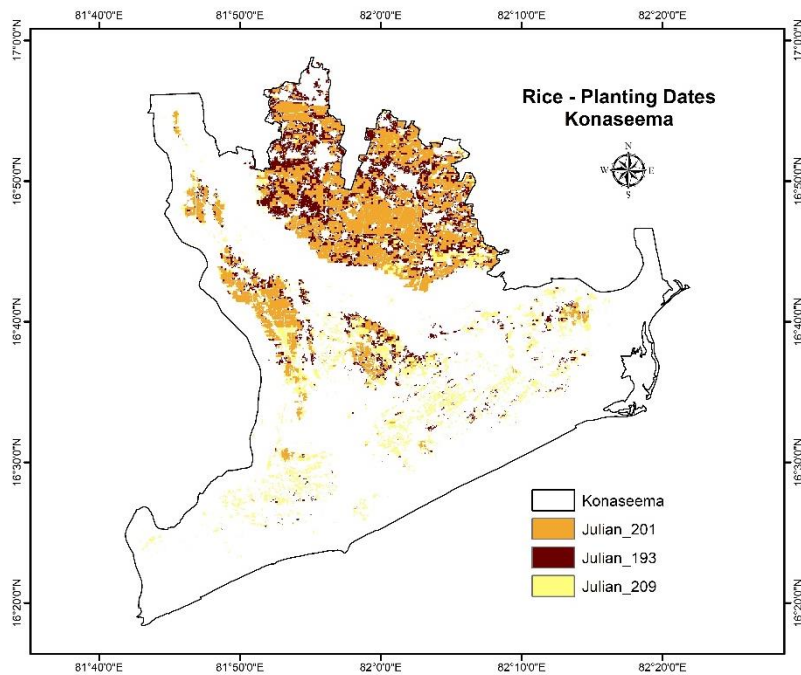 81°40'0"E 81°50'0"E 82°0'0"E 82°10'0"E 82°20'0"E
17°0'0"N 17°0'0"N
Rice - Planting Dates
Konaseema
N
W E
S
16°50'0"N 16°50'0"N
16°40'0"N 16°40'0"N
16°30'0"N 16°30'0"N
Konaseema
Julian_201
Julian_193
Julian_209
16°20'0"N 16°20'0"N
81°40'0"E 81°50'0"E 82°0'0"E 82°10'0"E 82°20'0"E